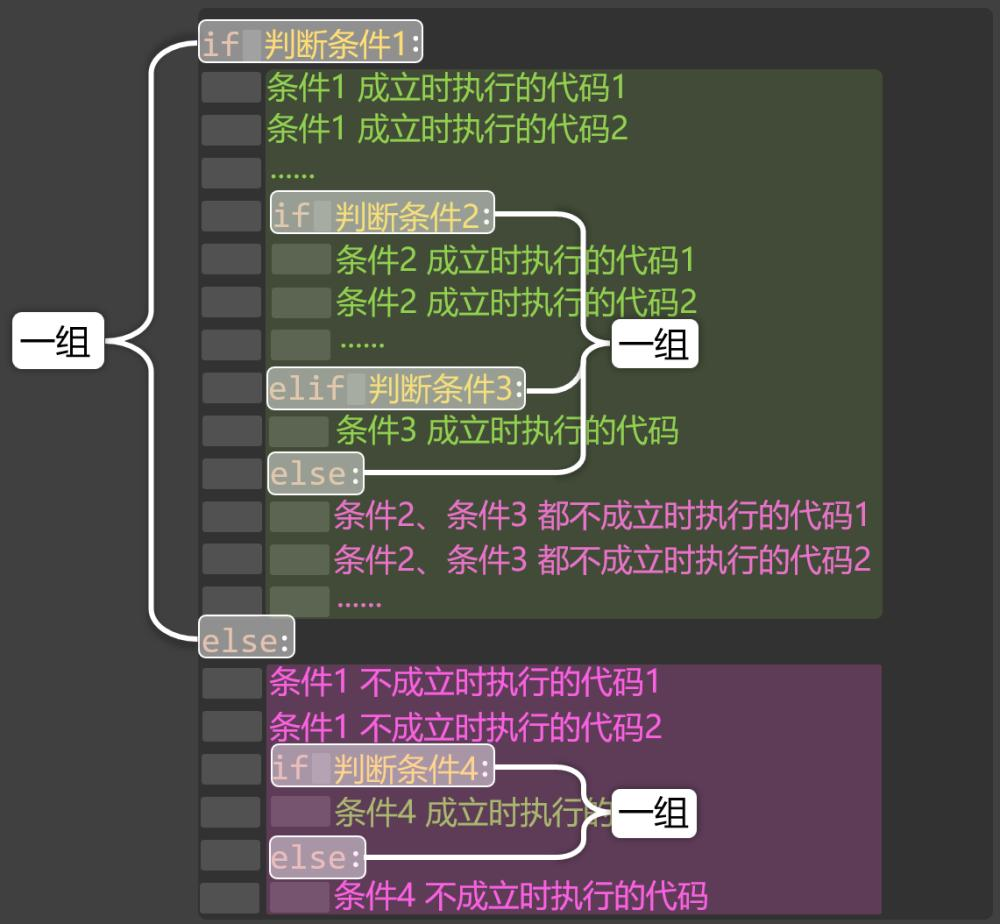 if 判断条件1:
条件1 成立时执行的代码1
条件1 成立时执行的代码2
……
if 判断条件2:
条件2 成立时执行的代码1
条件2 成立时执行的代码2
……
一组
一组
elif 判断条件3:
条件3 成立时执行的代码
else:
条件2、条件3 都不成立时执行的代码1
条件2、条件3 都不成立时执行的代码2
……
else:
条件1 不成立时执行的代码1
条件1 不成立时执行的代码2
if 判断条件4:
条件4 成立时执行的
一组
else:
条件4 不成立时执行的代码